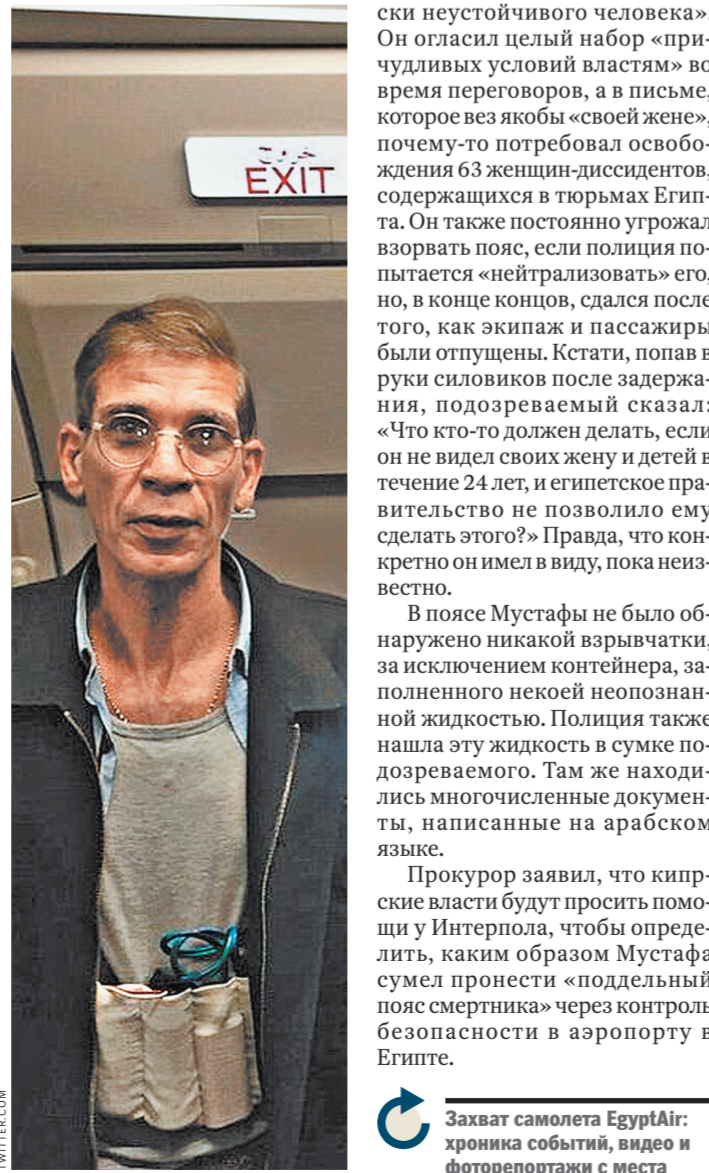 خروج
EXIT
TWITTER.COM
ски неустойчивого человека».
Он огласил целый набор «при-
чудливых условий властям» во
время переговоров, а в письме,
которое вез якобы «своей жене»,
почему-то потребовал освобо-
ждения 63 женщин-диссидентов,
содержащихся в тюрьмах Егип-
та. Он также постоянно угрожал
взорвать пояс, если полиция по-
пытается «нейтрализовать» его,
но, в конце концов, сдался после
того, как экипаж и пассажиры
были отпущены. Кстати, попав в
руки силовиков после задержа-
ния, подозреваемый сказал:
«Что кто-то должен делать, если
он не видел своих жену и детей в
течение 24 лет, и египетское пра-
вительство не позволило ему
сделать этого?» Правда, что кон-
кретно он имел в виду, пока неиз-
вестно.
В поясе Мустафы не было об-
наружено никакой взрывчатки,
за исключением контейнера, за-
полненного некоей неопознан-
ной жидкостью. Полиция также
нашла эту жидкость в сумке по-
дозреваемого. Там же находи-
лись многочисленные докумен-
ты, написанные на арабском
языке.
Прокурор заявил, что кипр-
ские власти будут просить помо-
щи у Интерпола, чтобы опреде-
лить, каким образом Мустафа
сумел пронести «поддельный
пояс смертника» через контроль
безопасности в аэропорту в
Египте.
Захват самолета EgyptAir:
хроника событий, видео и
фоторепортажи с места